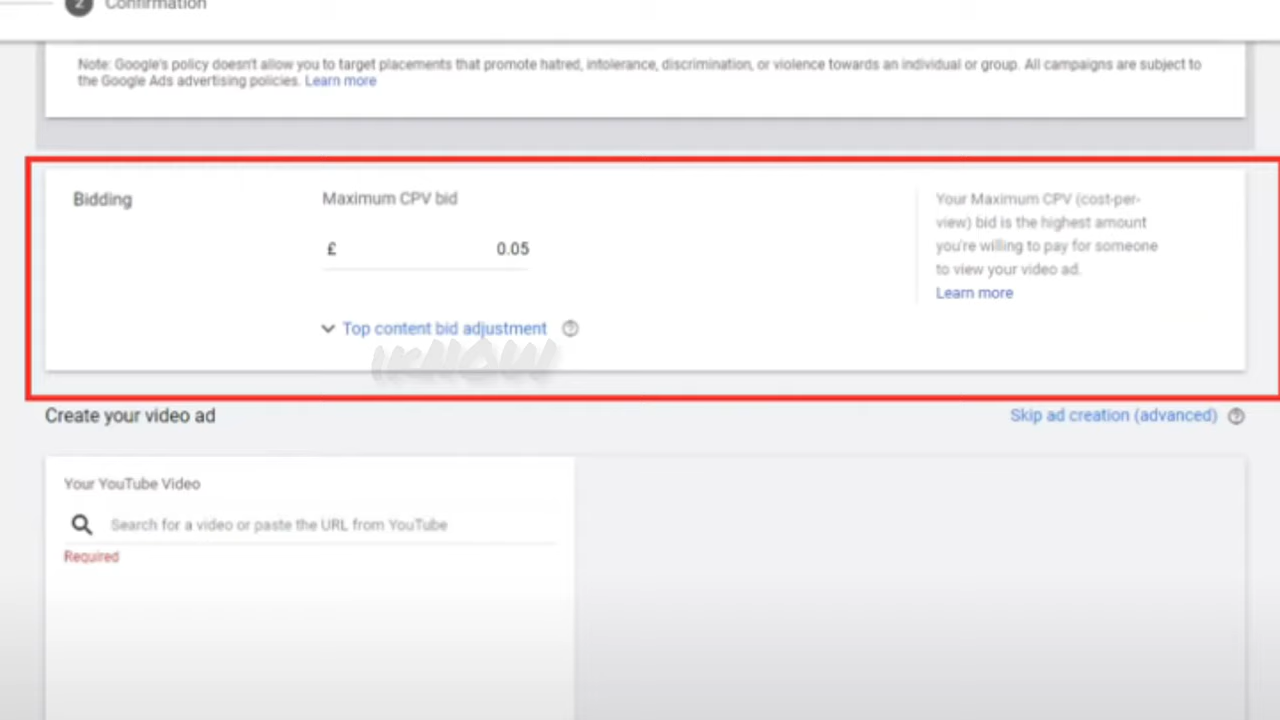 2 Confirmation
Note: Google's policy doesn't allow you to target placements that promote hatred, intolerance, discrimination, or violence towards an individual or group. All campaigns are subject to
the Google Ads advertising policies. Learn more
Bidding
Maximum CPV bid
£ 0.05
Top content bid adjustment
Your Maximum CPV (cost-per-
view) bid is the highest amount
you're willing to pay for someone
to view your video ad.
Learn more
IKNOW
Create your video ad
Skip ad creation (advanced)
Your YouTube Video
Search for a video or paste the URL from YouTube
Required